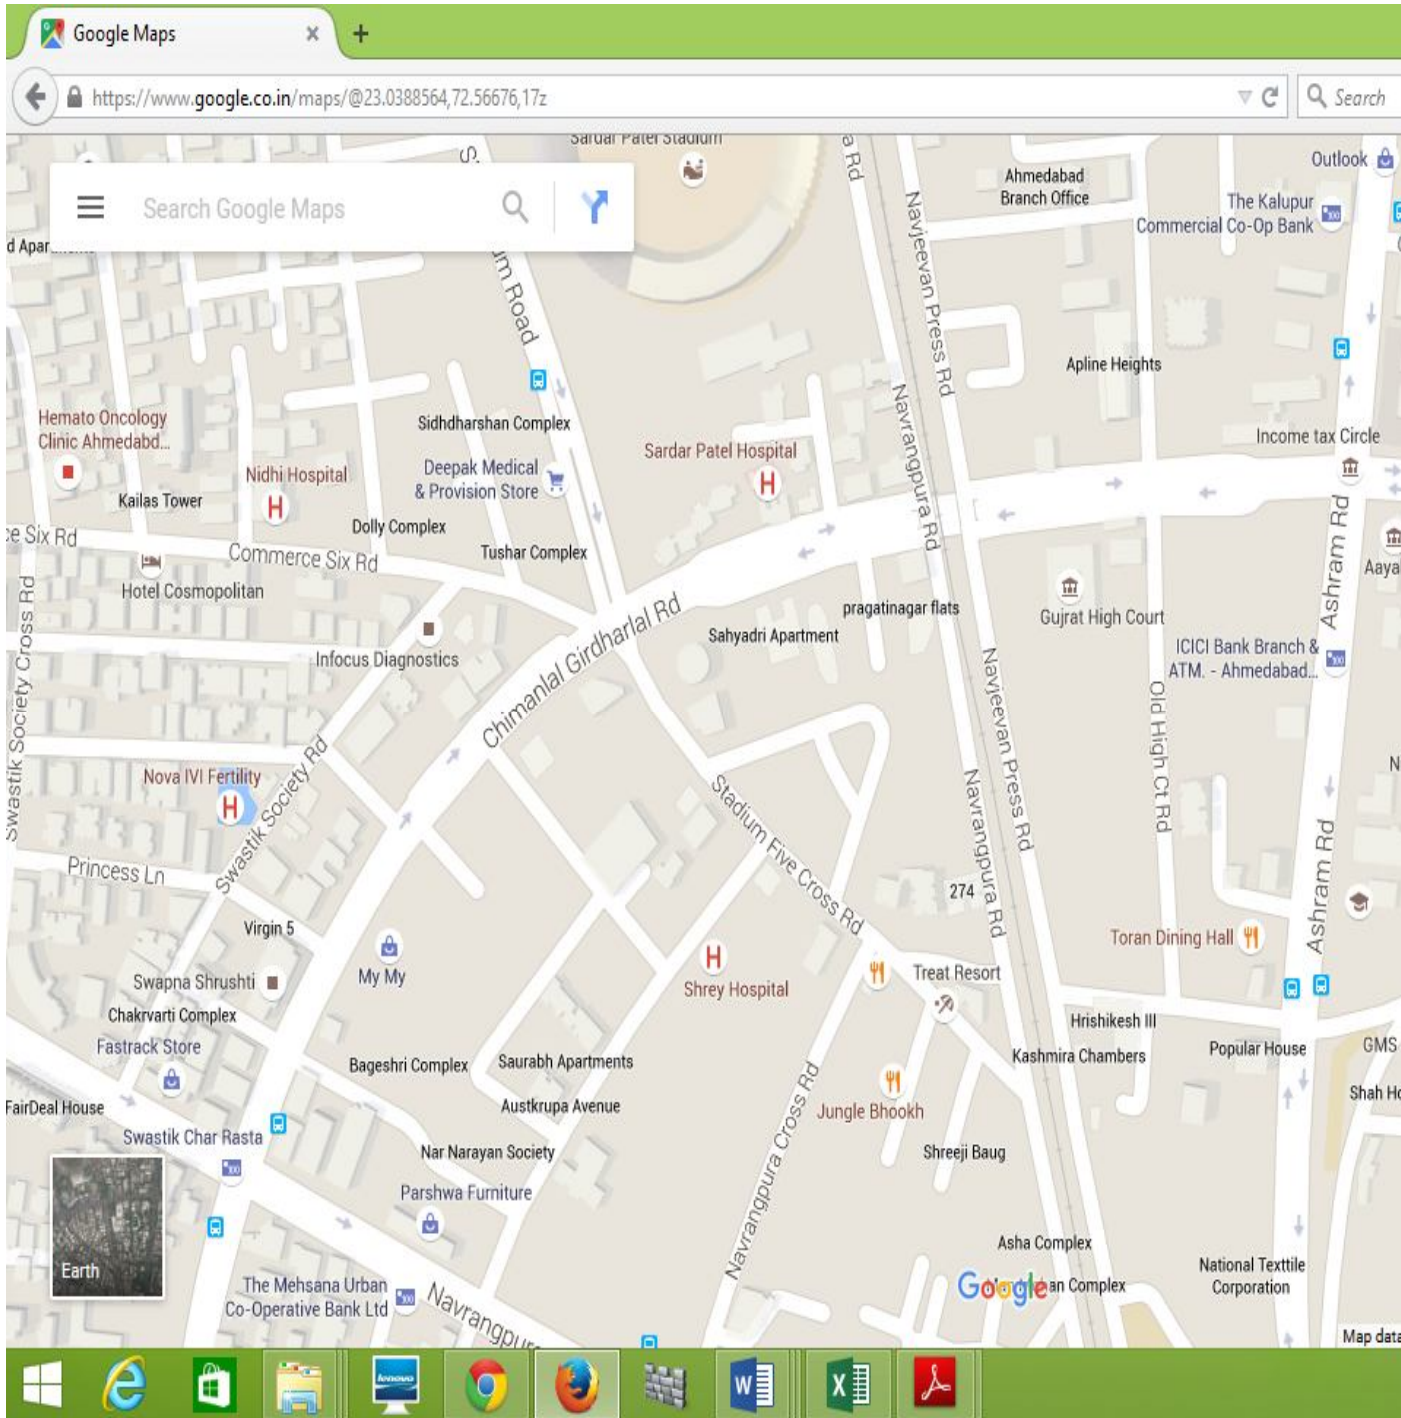 Google Maps
https://www.google.co.in/maps/@23.0388564,72.56676,17z
Search
Sardar Patel Stadium
Search Google Maps
Outlook
Ahmedabad
Branch Office
The Kalupur
Commercial Co-Op Bank
Navjeevan Press Rd
Apline Heights
Navrangpura Rd
Hemato Oncology
Clinic Ahmedabd...
Sidhdharshan Complex
Income tax Circle
Nidhi Hospital
Deepak Medical
& Provision Store
Sardar Patel Hospital
Kailas Tower
Dolly Complex
Commerce Six Rd
Tushar Complex
Ashram Rd
Hotel Cosmopolitan
pragatinagar flats
Gujrat High Court
Sahyadri Apartment
Chimanlal Girdharlal Rd
Infocus Diagnostics
ICICI Bank Branch &
ATM. - Ahmedabad...
Swastik Society Cross Rd
Navjeevan Press Rd
Old High Ct Rd
Nova IVI Fertility
Swastik Society Rd
Stadium Five Cross Rd
Navrangpura Rd
Princess Ln
274
Ashram Rd
Virgin 5
Toran Dining Hall
My My
Swapna Shrushti
Shrey Hospital
Treat Resort
Chakrvarti Complex
Hrishikesh III
Fastrack Store
Bageshri Complex
Saurabh Apartments
Kashmira Chambers
Popular House
GMS
FairDeal House
Austkrupa Avenue
Jungle Bhookh
Navrangpura Cross Rd
Swastik Char Rasta
Nar Narayan Society
Shreeji Baug
Parshwa Furniture
Asha Complex
Earth
The Mehsana Urban
Co-Operative Bank Ltd
Google
an Complex
National Texttile
Corporation
Map data
lenovo